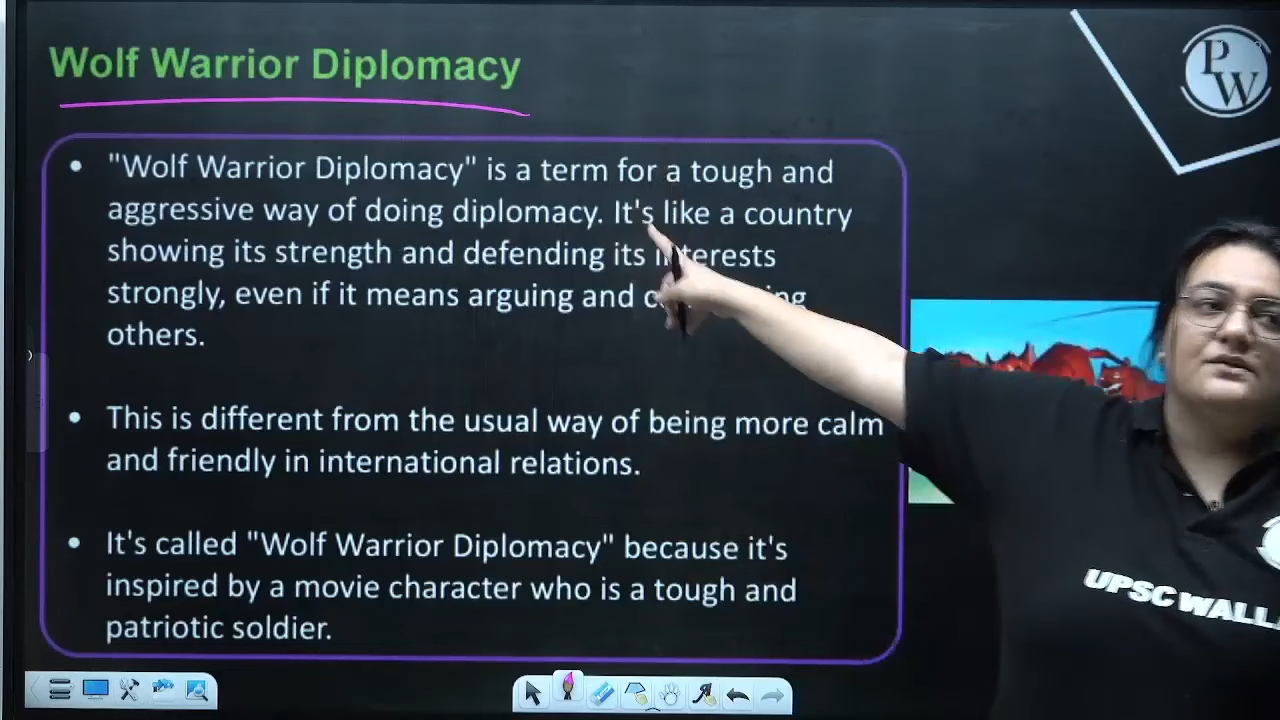 Wolf Warrior Diplomacy
P
W
• "Wolf Warrior Diplomacy" is a term for a tough and
aggressive way of doing diplomacy. It's like a country
showing its strength and defending its interests
strongly, even if it means arguing and
others.
• This is different from the usual way of being more calm
and friendly in international relations.
• It's called "Wolf Warrior Diplomacy" because it's
inspired by a movie character who is a tough and
patriotic soldier.
UPSC WALL